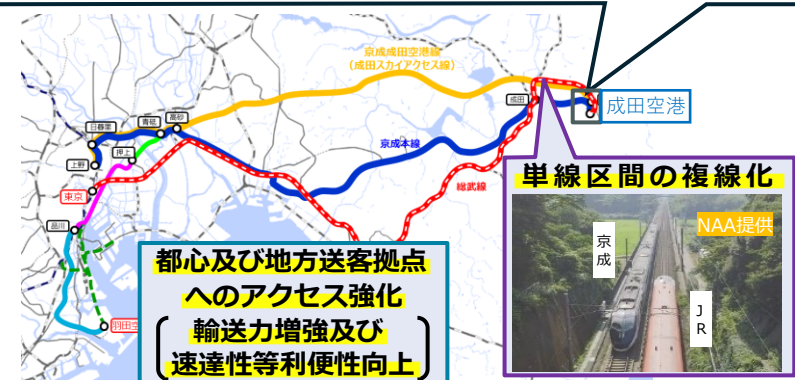 京成成田空港線
（成田スカイアクセス線）
成田
成田空港
日暮里
青砥
高砂
上野
押上
京成本線
東京
総武線
品川
単線区間の複線化
NAA提供
京成
JR
都心及び地方送客拠点
へのアクセス強化
輸送力増強及び
速達性等利便性向上